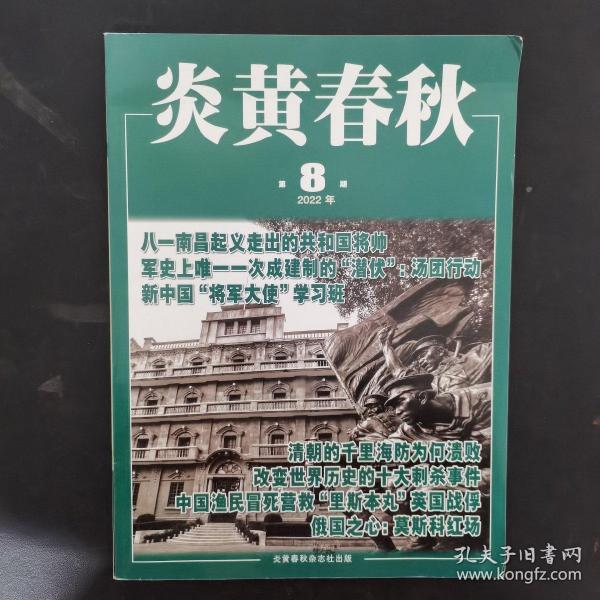 炎黄春秋
第 8 期
2022 年
八一南昌起义走出的共和国将帅
军史上唯一一次成建制的“潜伏”：汤团行动
新中国“将军大使”学习班
清朝的千里海防为何溃败
改变世界历史的十大刺杀事件
中国渔民冒死营救“里斯本丸”英国战俘
俄国之心：莫斯科红场
炎黄春秋杂志社出版
孔夫子旧书网
www.kongfz.com